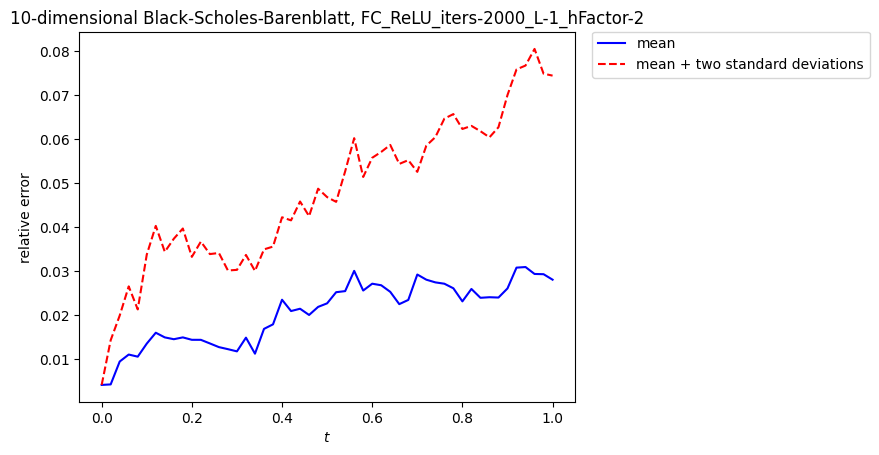 10-dimensional Black-Scholes-Barenblatt, FC_ReLU_iters-2000_L-1_hFactor-2
mean
mean + two standard deviations
relative error
0.08
0.07
0.06
0.05
0.04
0.03
0.02
0.01
0.0 0.2 0.4 0.6 0.8 1.0
t